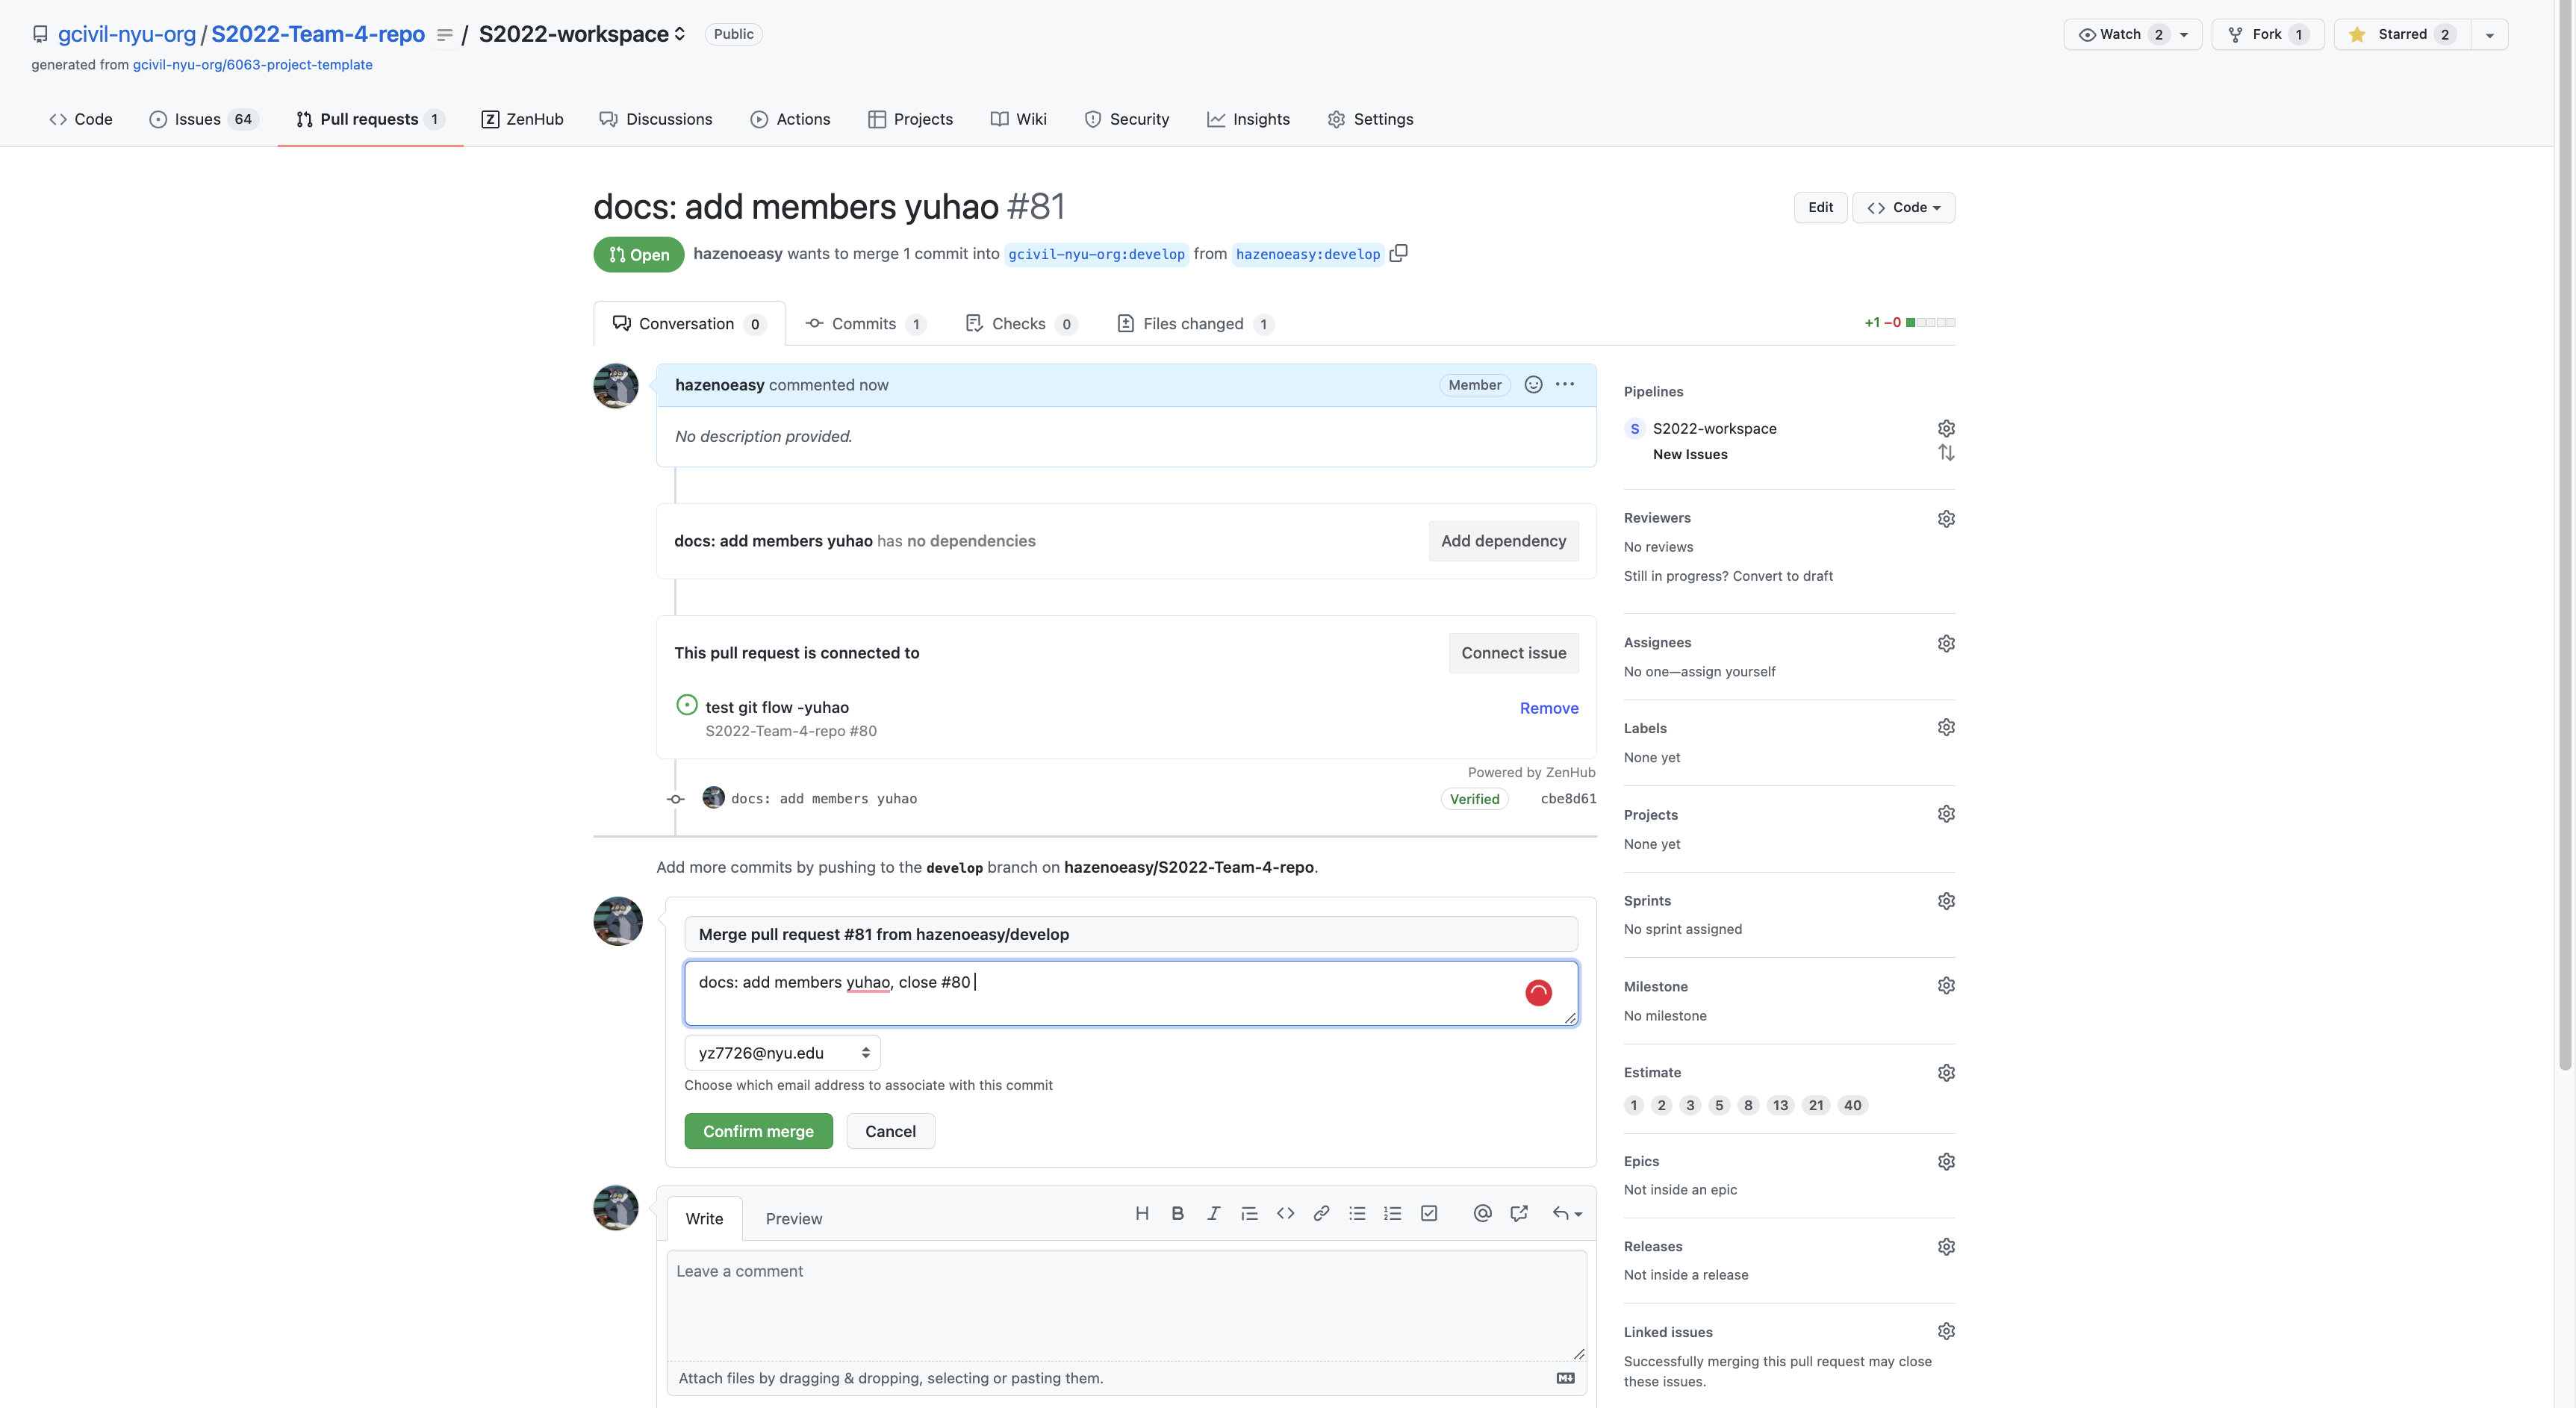 gcivil-nyu-org / S2022-Team-4-repo / S2022-workspace Public Watch 2 Fork 1 Starred 2
generated from gcivil-nyu-org/6063-project-template
Code Issues 64 Pull requests 1 Z ZenHub Discussions Actions Projects Wiki Security Insights Settings
docs: add members yuhao #81 Edit Code
Open hazenoeasy wants to merge 1 commit into gcivil-nyu-org:develop from hazenoeasy:develop
Conversation 0 Commits 1 Checks 0 Files changed 1 +1 −0
hazenoeasy commented now Member
No description provided.
docs: add members yuhao has no dependencies Add dependency
This pull request is connected to Connect issue
test git flow -yuhao Remove
S2022-Team-4-repo #80
Powered by ZenHub
docs: add members yuhao Verified cbe8d61
Add more commits by pushing to the develop branch on hazenoeasy/S2022-Team-4-repo.
Merge pull request #81 from hazenoeasy/develop
docs: add members yuhao, close #80
yz7726@nyu.edu
Choose which email address to associate with this commit
Confirm merge Cancel
Write Preview H B I
Leave a comment
Attach files by dragging & dropping, selecting or pasting them.
Pipelines
S S2022-workspace
New Issues
Reviewers
No reviews
Still in progress? Convert to draft
Assignees
No one—assign yourself
Labels
None yet
Projects
None yet
Sprints
No sprint assigned
Milestone
No milestone
Estimate
1 2 3 5 8 13 21 40
Epics
Not inside an epic
Releases
Not inside a release
Linked issues
Successfully merging this pull request may close
these issues.